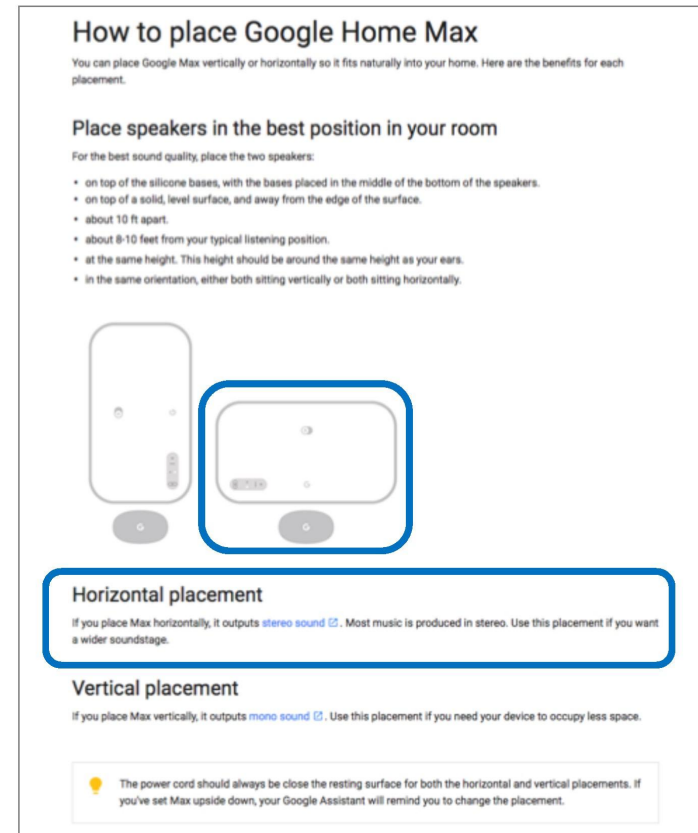 How to place Google Home Max
You can place Google Max vertically or horizontally so it fits naturally into your home. Here are the benefits for each
placement.
Place speakers in the best position in your room
For the best sound quality, place the two speakers:
• on top of the silicone bases, with the bases placed in the middle of the bottom of the speakers.
• on top of a solid, level surface, and away from the edge of the surface.
• about 10 ft apart.
• about 8-10 feet from your typical listening position.
• at the same height. This height should be around the same height as your ears.
• in the same orientation, either both sitting vertically or both sitting horizontally.
G
G
G
Horizontal placement
If you place Max horizontally, it outputs stereo sound. Most music is produced in stereo. Use this placement if you want
a wider soundstage.
Vertical placement
If you place Max vertically, it outputs mono sound. Use this placement if you need your device to occupy less space.
The power cord should always be close the resting surface for both the horizontal and vertical placements. If
you've set Max upside down, your Google Assistant will remind you to change the placement.